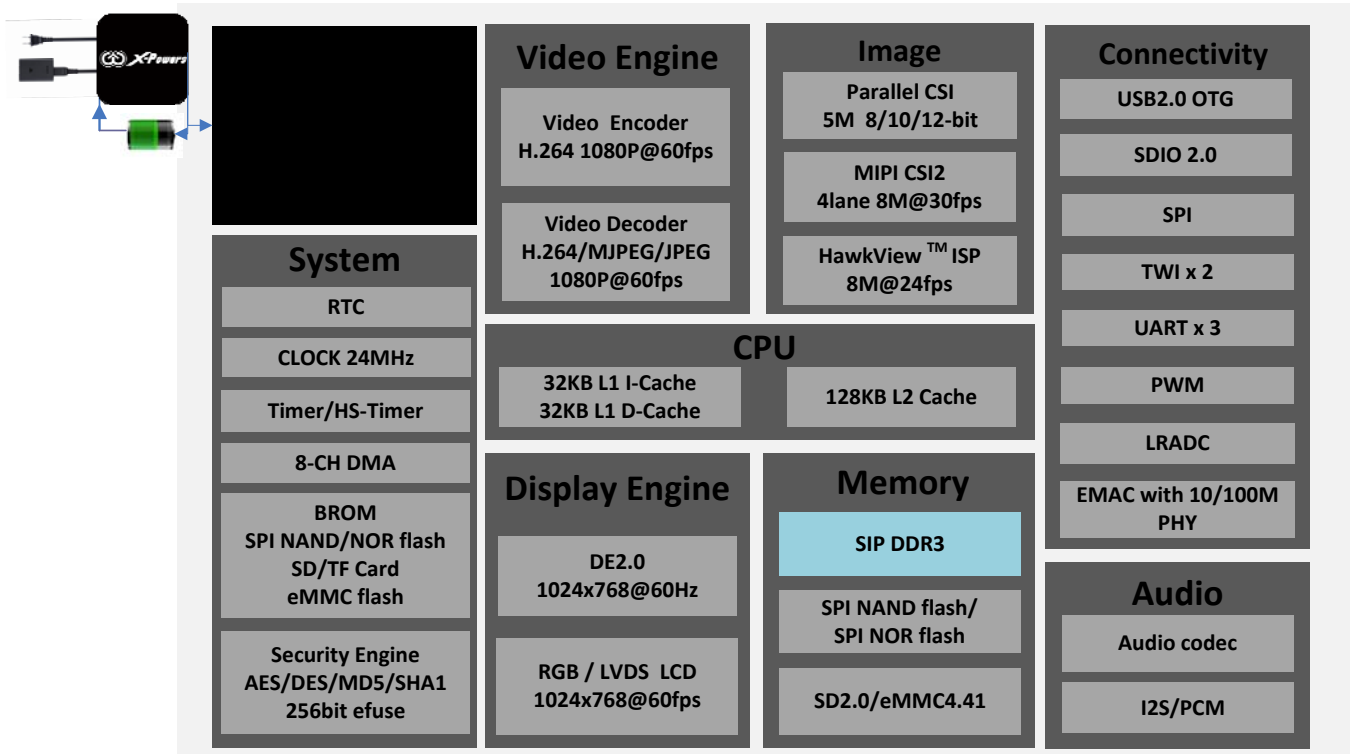 X-Powers
System
RTC
CLOCK 24MHz
Timer/HS-Timer
8-CH DMA
BROM
SPI NAND/NOR flash
SD/TF Card
eMMC flash
Security Engine
AES/DES/MD5/SHA1
256bit efuse
Video Engine
Video Encoder
H.264 1080P@60fps
Video Decoder
H.264/MJPEG/JPEG
1080P@60fps
Image
Parallel CSI
5M 8/10/12-bit
MIPI CSI2
4lane 8M@30fps
HawkView TM ISP
8M@24fps
CPU
32KB L1 I-Cache
32KB L1 D-Cache
128KB L2 Cache
Display Engine
DE2.0
1024x768@60Hz
RGB / LVDS LCD
1024x768@60fps
Memory
SIP DDR3
SPI NAND flash/
SPI NOR flash
SD2.0/eMMC4.41
Connectivity
USB2.0 OTG
SDIO 2.0
SPI
TWI x 2
UART x 3
PWM
LRADC
EMAC with 10/100M
PHY
Audio
Audio codec
I2S/PCM